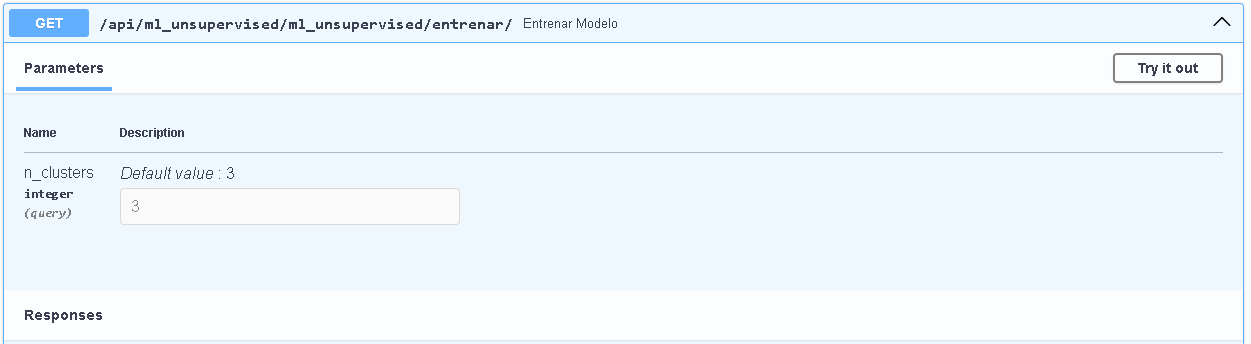 GET /api/ml_unsupervised/ml_unsupervised/entrenar/ Entrenar Modelo
Parameters
Try it out
Name Description
n_clusters Default value : 3
integer 3
(query)
Responses